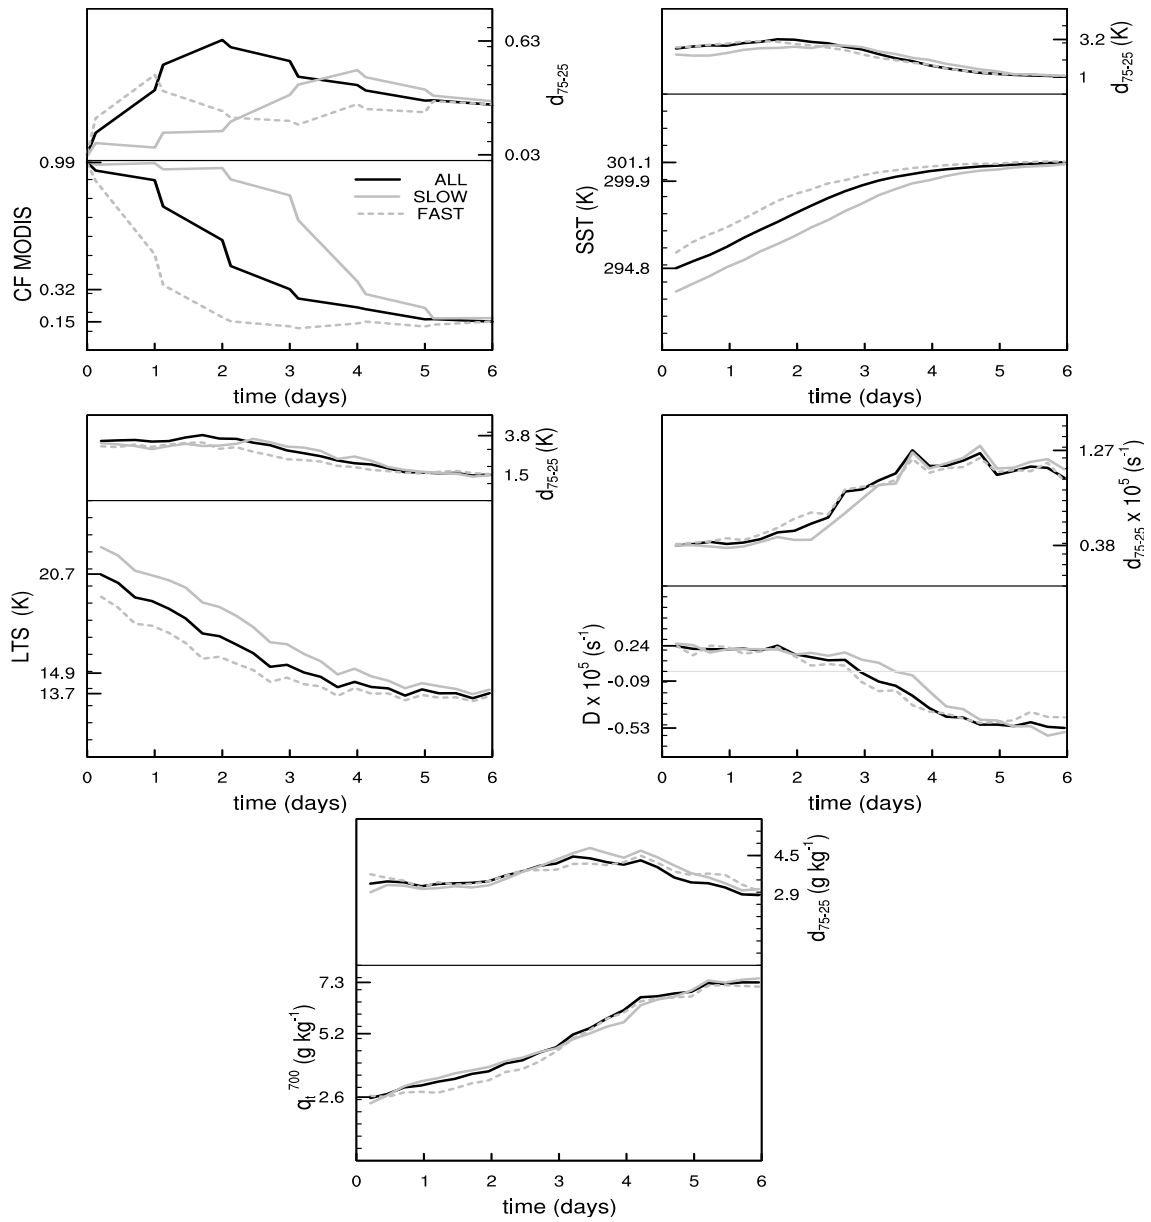 0.63
d75-25
0.03
0.99
CF MODIS
0.32
0.15
ALL
SLOW
FAST
0 1 2 3 4 5 6
time (days)
3.2
d75-25 (K)
1
301.1
299.9
SST (K)
294.8
0 1 2 3 4 5 6
time (days)
3.8
d75-25 (K)
1.5
20.7
LTS (K)
14.9
13.7
0 1 2 3 4 5 6
time (days)
1.27
d75-25 x 10^5 (s^-1)
0.38
0.24
D x 10^5 (s^-1)
-0.09
-0.53
0 1 2 3 4 5 6
time (days)
4.5
d75-25 (g kg^-1)
2.9
7.3
5.2
qt^700 (g kg^-1)
2.6
0 1 2 3 4 5 6
time (days)